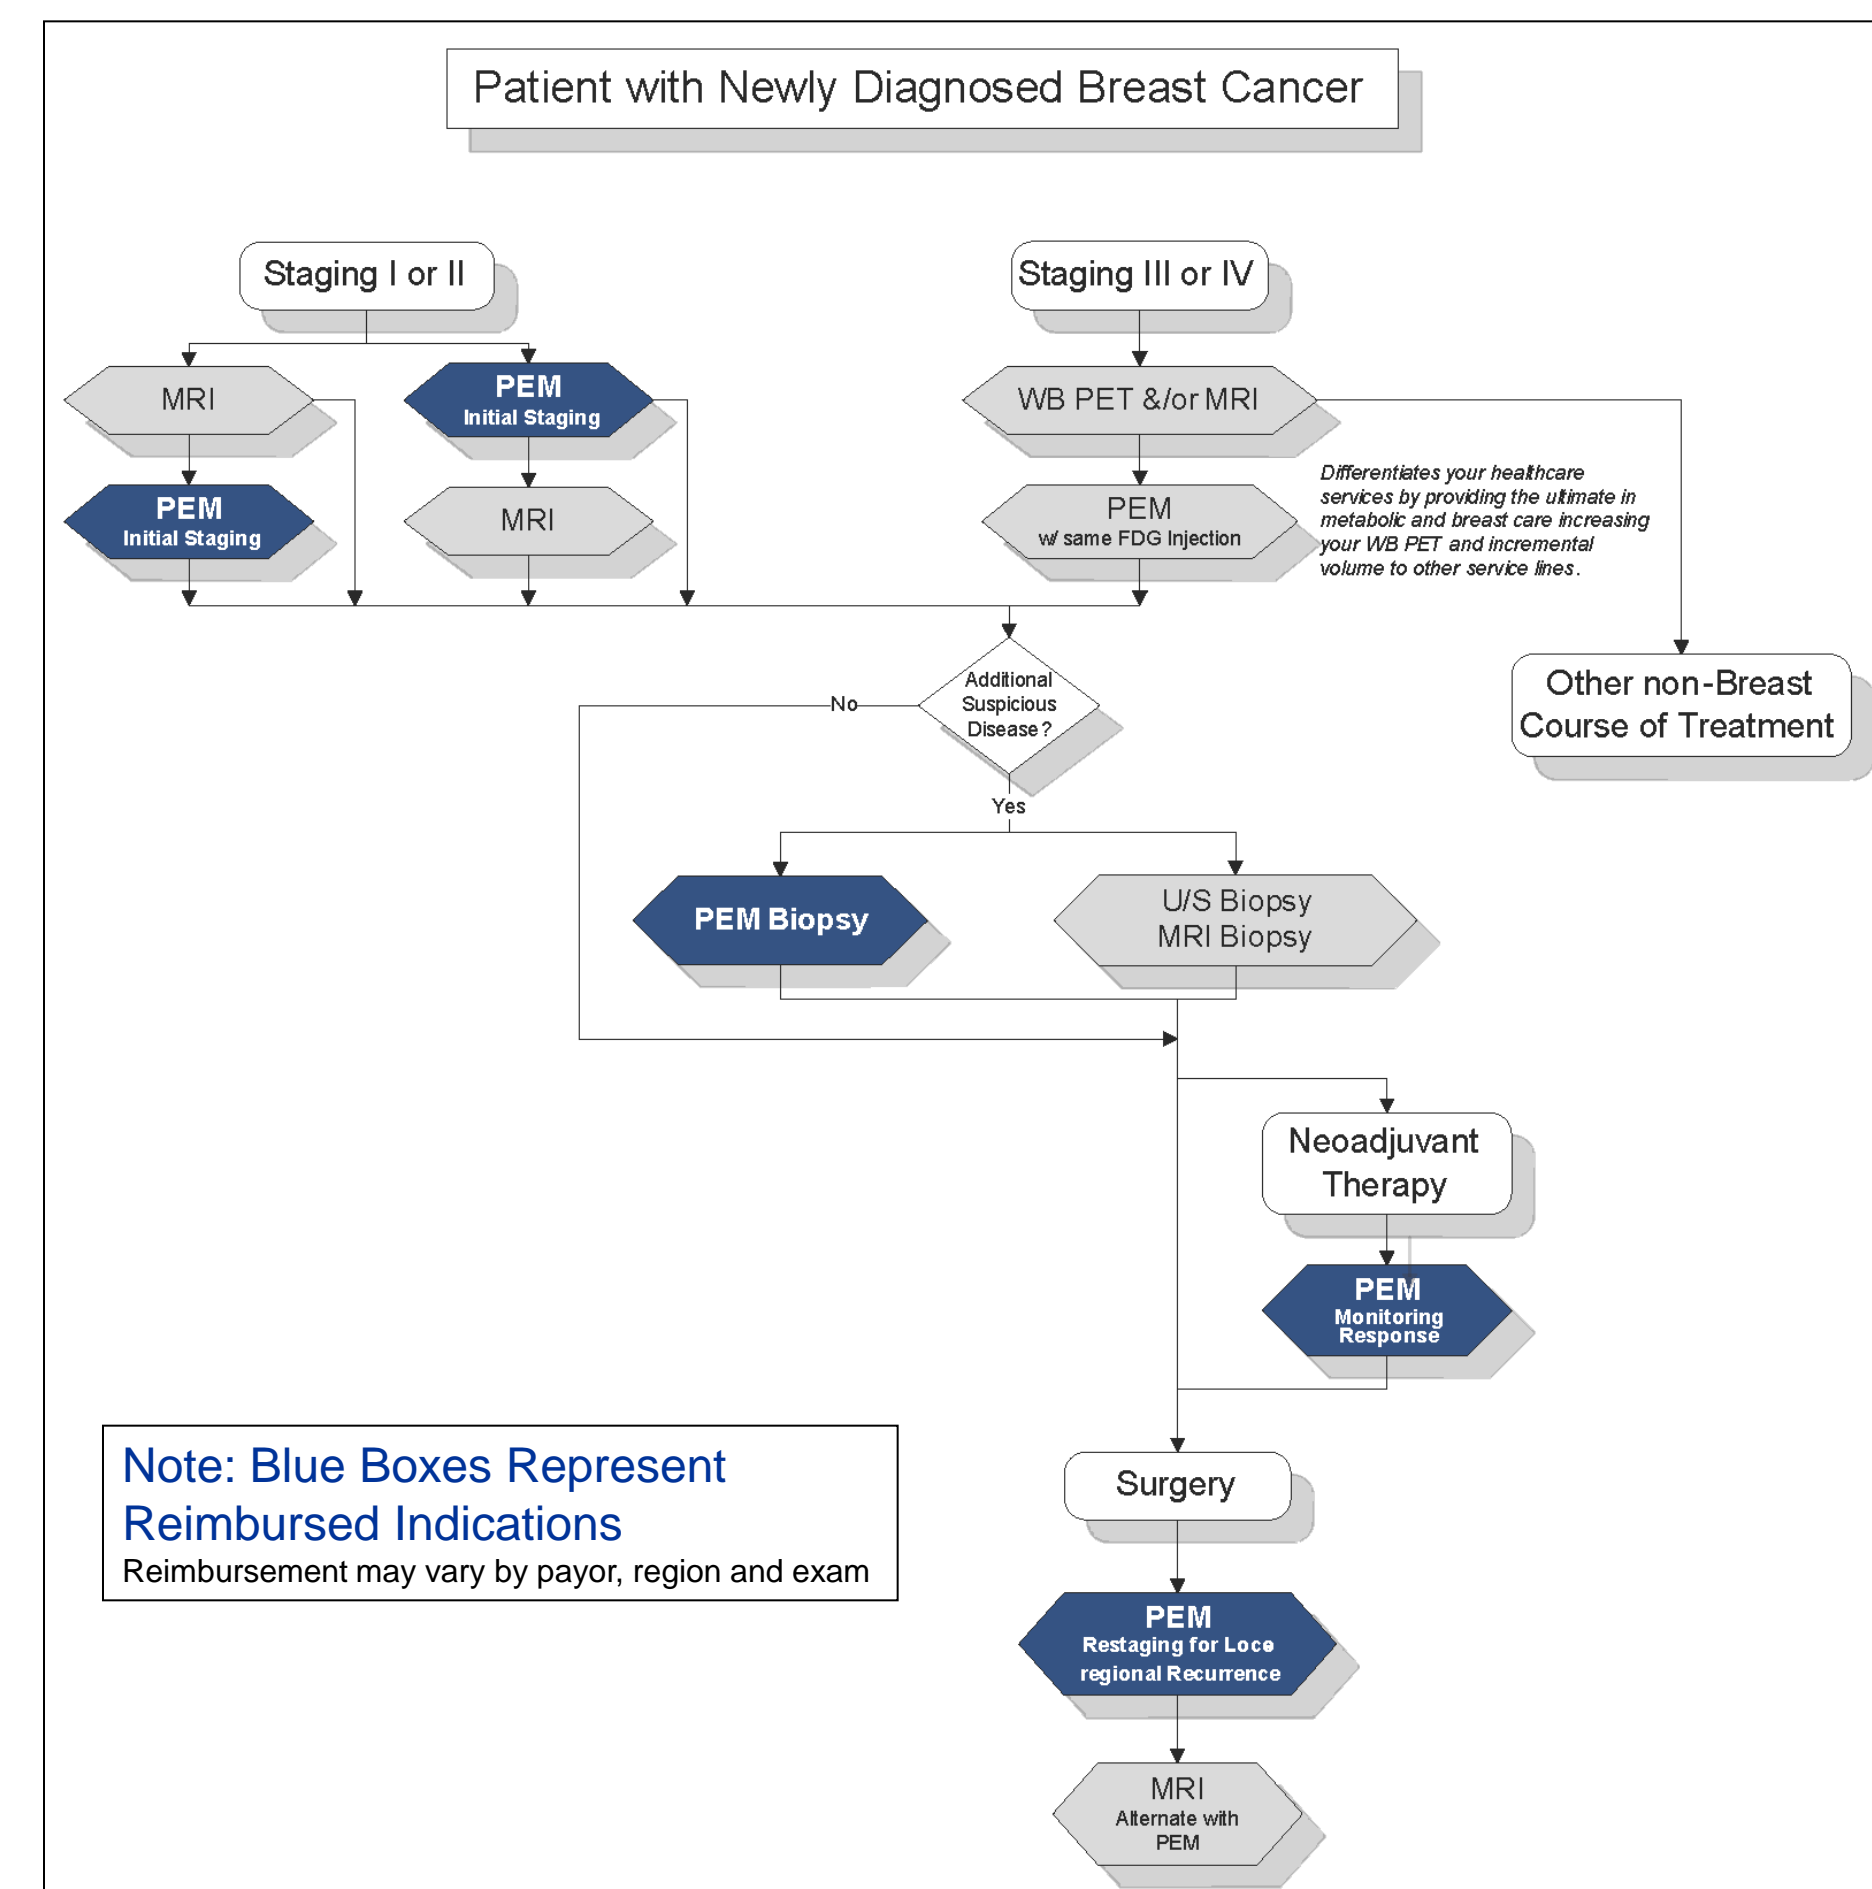 Patient with Newly Diagnosed Breast Cancer
Staging I or II
Staging III or IV
MRI
PEM
Initial Staging
WB PET &/or MRI
PEM
Initial Staging
MRI
PEM
w/ same FDG Injection
Differentiates your healthcare
services by providing the ultimate in
metabolic and breast care increasing
your WB PET and incremental
volume to other service lines.
Additional
Suspicious
Disease?
No
Yes
Other non-Breast
Course of Treatment
PEM Biopsy
U/S Biopsy
MRI Biopsy
Neoadjuvant
Therapy
PEM
Monitoring
Response
Note: Blue Boxes Represent
Reimbursed Indications
Reimbursement may vary by payor, region and exam
Surgery
PEM
Restaging for Loce
regional Recurrence
MRI
Alternate with
PEM